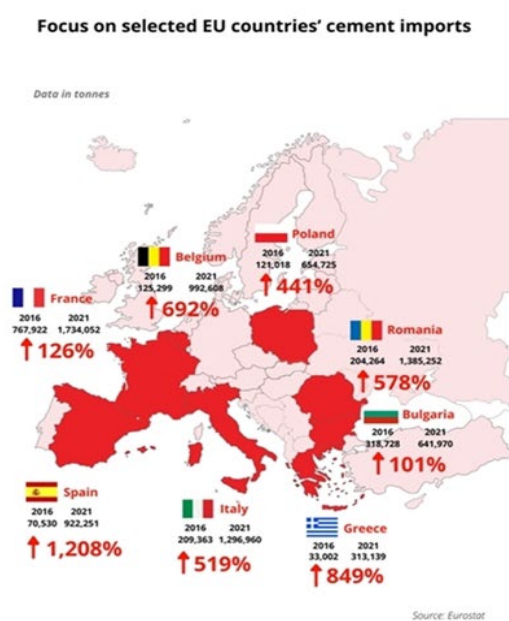 Focus on selected EU countries’ cement imports
Data in tonnes
Poland
2016 2021
121,018 654,725
441%
Belgium
2016 2021
125,299 992,608
692%
France
2016 2021
767,922 1,734,052
126%
Romania
2016 2021
204,264 1,385,252
578%
Bulgaria
2016 2021
318,728 641,970
101%
Spain
2016 2021
70,530 922,251
1,208%
Italy
2016 2021
209,363 1,296,960
519%
Greece
2016 2021
33,002 313,139
849%
Source: Eurostat